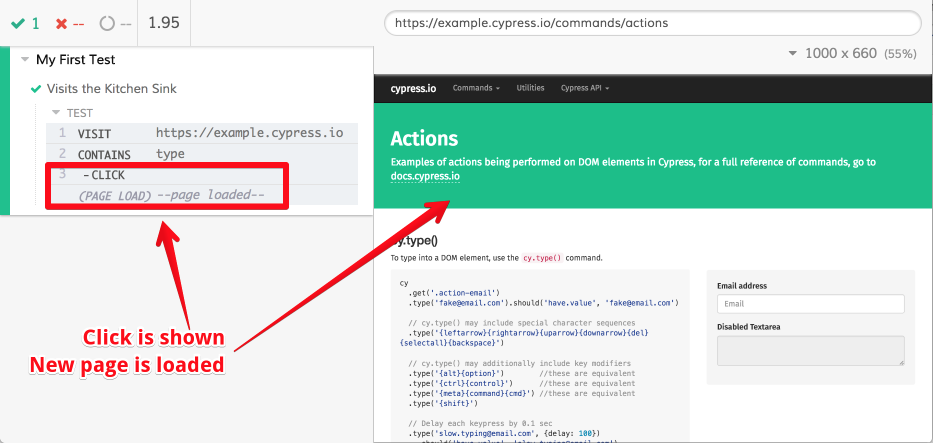 1 -- -- 1.95
https://example.cypress.io/commands/actions
1000 x 660 (55%)
My First Test
Visits the Kitchen Sink
TEST
1 VISIT https://example.cypress.io
2 CONTAINS type
3 -CLICK
(PAGE LOAD) --page loaded--
Click is shown
New page is loaded
cypress.io Commands Utilities Cypress API
Actions
Examples of actions being performed on DOM elements in Cypress, for a full reference of commands, go to
docs.cypress.io
cy.type()
To type into a DOM element, use the cy.type() command.
cy
.get('.action-email')
.type('fake@email.com').should('have.value', 'fake@email.com')
// cy.type() may include special character sequences
.type('{leftarrow}{rightarrow}{uparrow}{downarrow}{del}
{selectall}{backspace}')
// cy.type() may additionally include key modifiers
.type('{alt}{option}') //these are equivalent
.type('{ctrl}{control}') //these are equivalent
.type('{meta}{command}{cmd}') //these are equivalent
.type('{shift}')
// Delay each keypress by 0.1 sec
.type('slow.typing@email.com', {delay: 100})
.should('have.value', 'slow.typing@email.com')
Email address
Email
Disabled Textarea